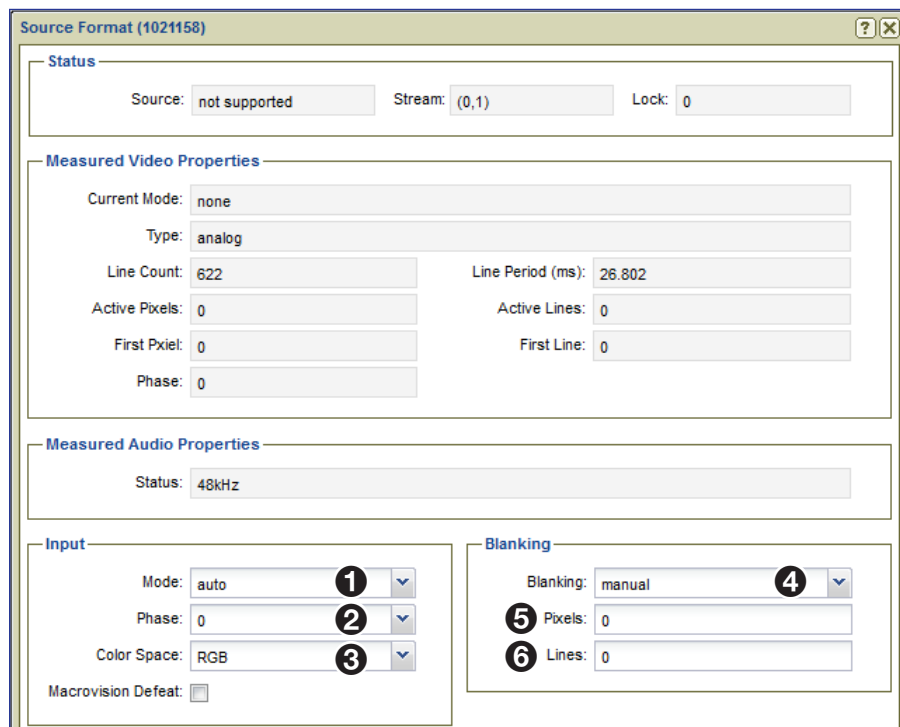 Source Format (1021158) ? X
Status
Source: not supported Stream: (0,1) Lock: 0
Measured Video Properties
Current Mode: none
Type: analog
Line Count: 622 Line Period (ms): 26.802
Active Pixels: 0 Active Lines: 0
First Pxiel: 0 First Line: 0
Phase: 0
Measured Audio Properties
Status: 48kHz
Input
Mode: auto 1
Phase: 0 2
Color Space: RGB 3
Macrovision Defeat:
Blanking
Blanking: manual 4
5 Pixels: 0
6 Lines: 0